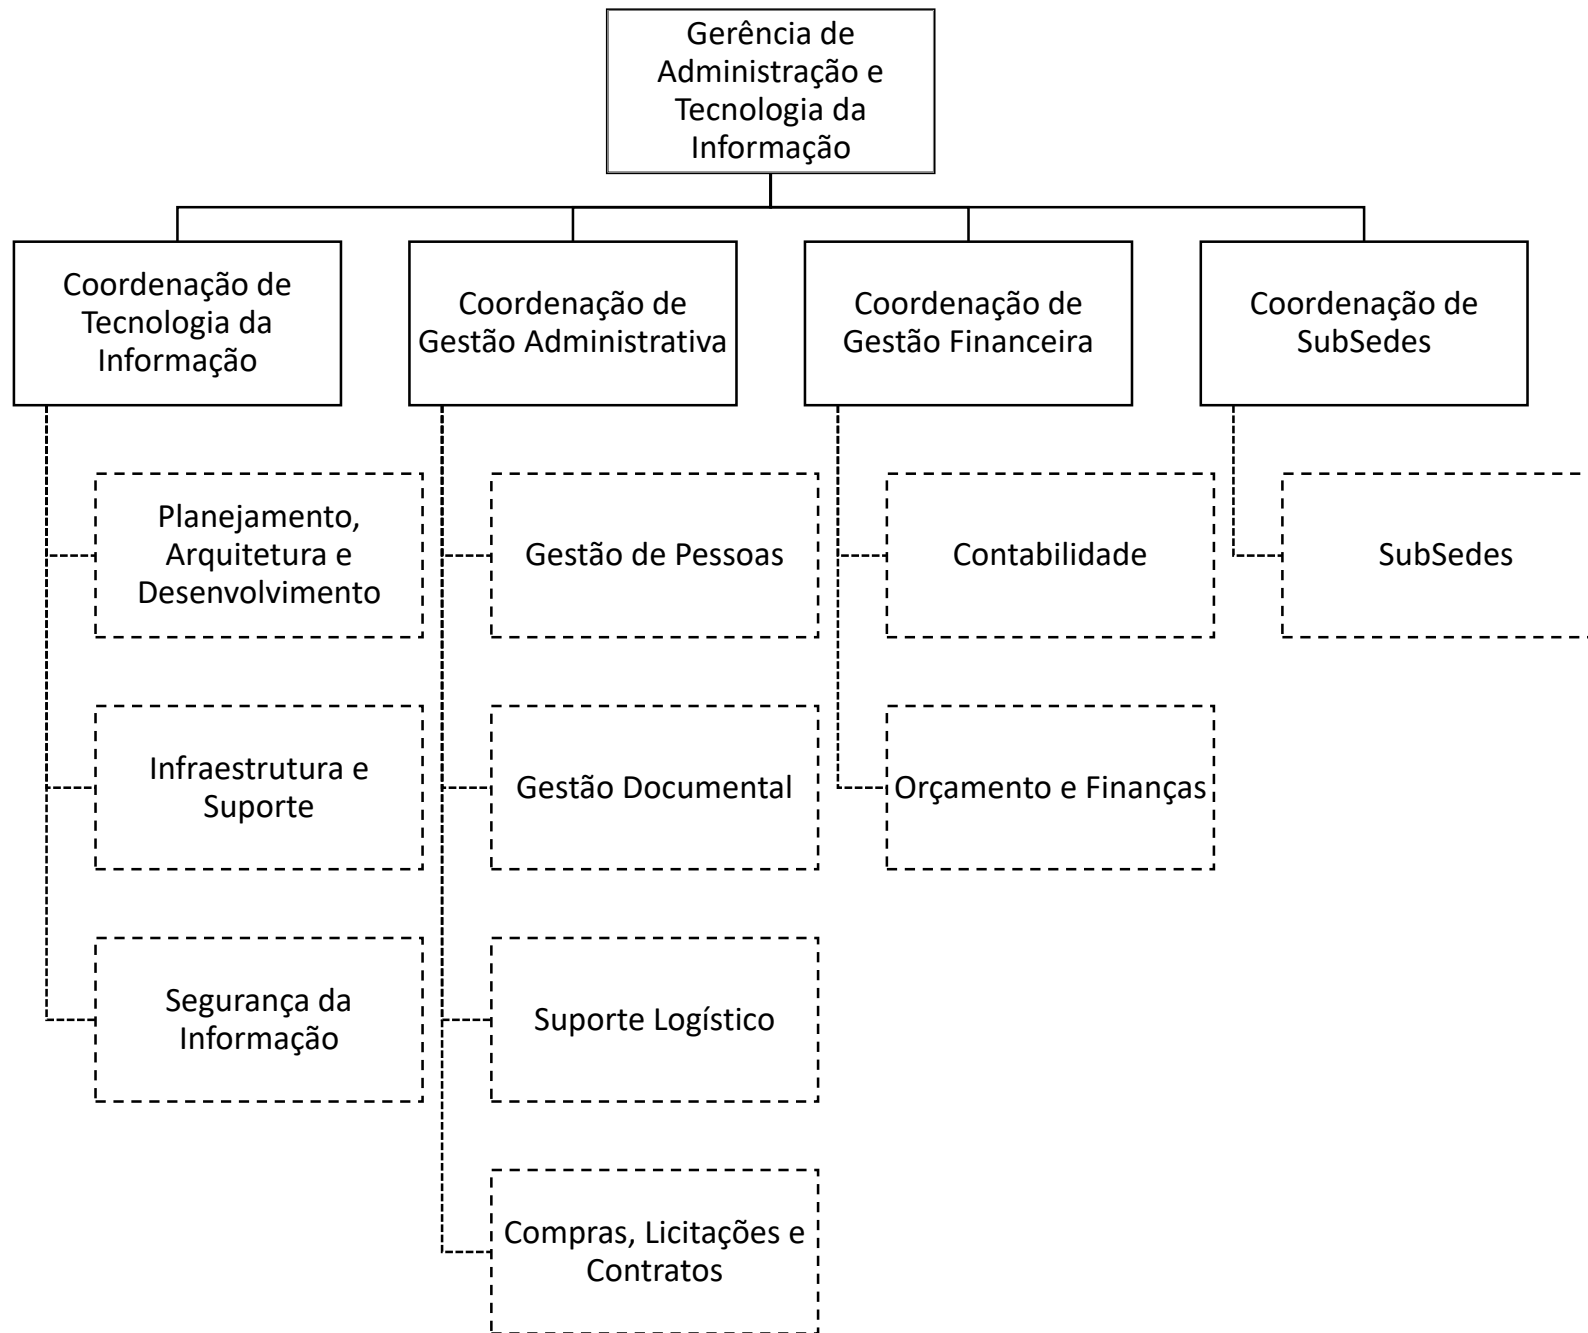 Gerência de
Administração e
Tecnologia da
Informação
Coordenação de
Tecnologia da
Informação
Coordenação de
Gestão Administrativa
Coordenação de
Gestão Financeira
Coordenação de
SubSedes
Planejamento,
Arquitetura e
Desenvolvimento
Gestão de Pessoas
Contabilidade
SubSedes
Infraestrutura e
Suporte
Gestão Documental
Orçamento e Finanças
Segurança da
Informação
Suporte Logístico
Compras, Licitações e
Contratos